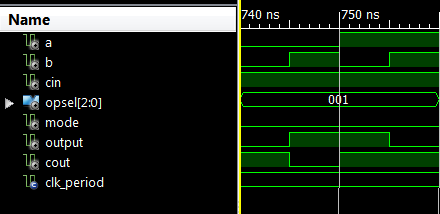 Name
740 ns
750 ns
a
b
cin
opsel[2:0]
001
mode
output
cout
clk_period